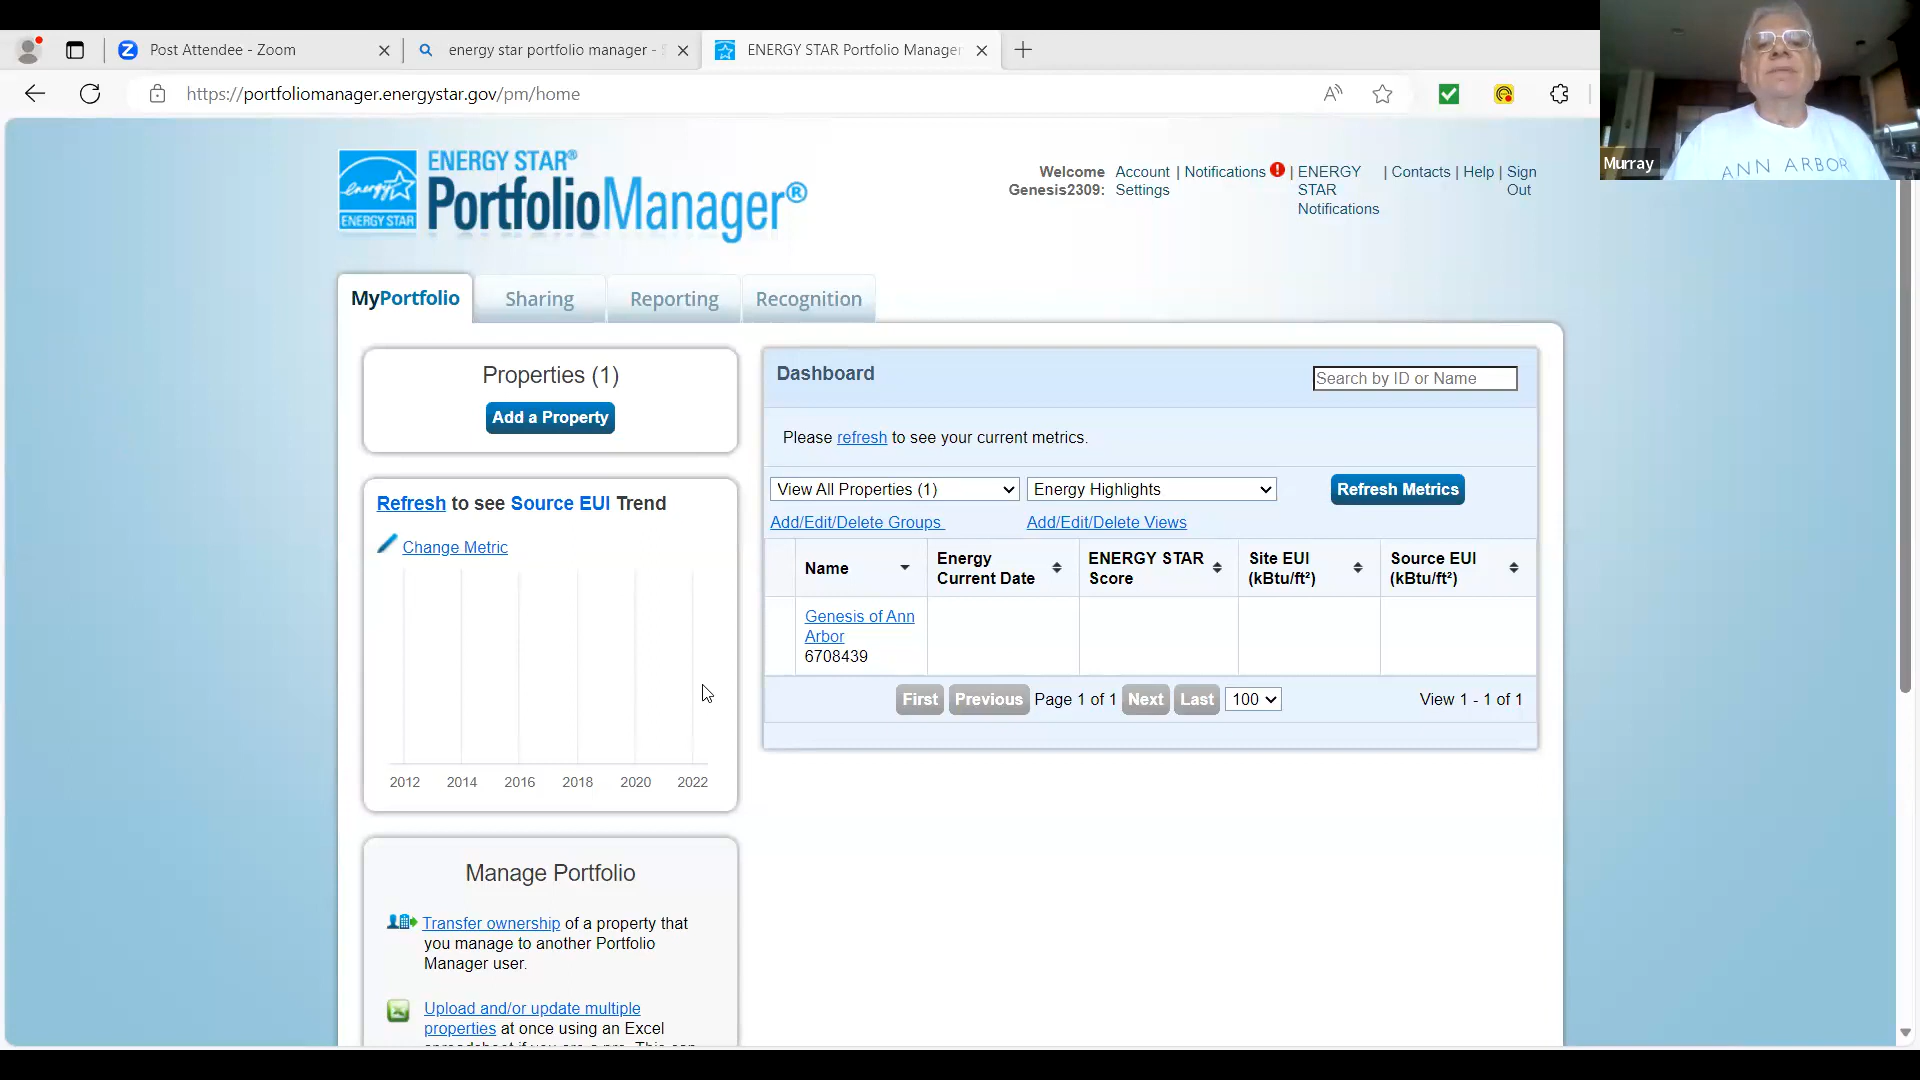 Post Attendee - Zoom
energy star portfolio manager -
ENERGY STAR Portfolio Manager
https://portfoliomanager.energystar.gov/pm/home
Murray
ANN ARBOR
energy
ENERGY STAR
ENERGY STAR®
PortfolioManager®
Welcome
Genesis2309:
Account
Settings
| Notifications
| ENERGY
STAR
Notifications
| Contacts | Help | Sign
Out
MyPortfolio
Sharing
Reporting
Recognition
Properties (1)
Add a Property
Refresh to see Source EUI Trend
Change Metric
2012 2014 2016 2018 2020 2022
Manage Portfolio
Transfer ownership of a property that
you manage to another Portfolio
Manager user.
Upload and/or update multiple
properties at once using an Excel
Dashboard
Search by ID or Name
Please refresh to see your current metrics.
View All Properties (1)
Energy Highlights
Refresh Metrics
Add/Edit/Delete Groups
Add/Edit/Delete Views
Name
Energy
Current Date
ENERGY STAR
Score
Site EUI
(kBtu/ft²)
Source EUI
(kBtu/ft²)
Genesis of Ann
Arbor
6708439
First Previous Page 1 of 1 Next Last 100
View 1 - 1 of 1